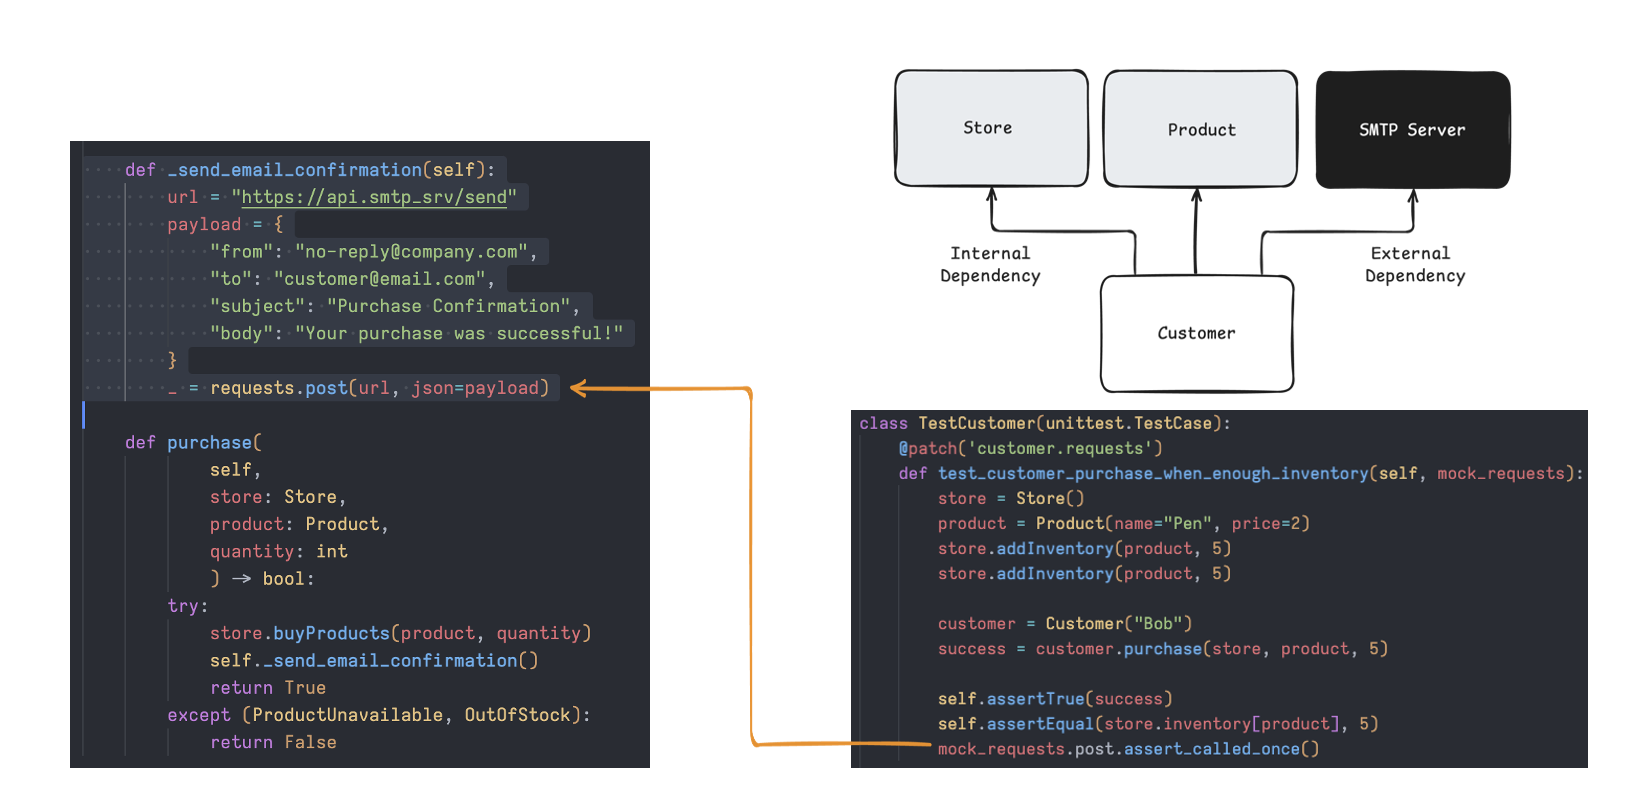 def _send_email_confirmation(self):
url = "https://api.smtp_srv/send"
payload = {
"from": "no-reply@company.com",
"to": "customer@email.com",
"subject": "Purchase Confirmation",
"body": "Your purchase was successful!"
}
_ = requests.post(url, json=payload)
def purchase(
self,
store: Store,
product: Product,
quantity: int
) -> bool:
try:
store.buyProducts(product, quantity)
self._send_email_confirmation()
return True
except (ProductUnavailable, OutOfStock):
return False
Store
Product
SMTP Server
Internal
Dependency
External
Dependency
Customer
class TestCustomer(unittest.TestCase):
@patch('customer.requests')
def test_customer_purchase_when_enough_inventory(self, mock_requests):
store = Store()
product = Product(name="Pen", price=2)
store.addInventory(product, 5)
store.addInventory(product, 5)
customer = Customer("Bob")
success = customer.purchase(store, product, 5)
self.assertTrue(success)
self.assertEqual(store.inventory[product], 5)
mock_requests.post.assert_called_once()